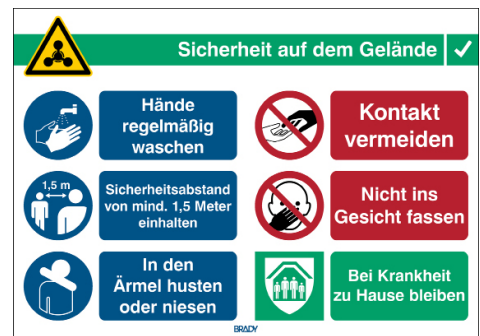 Sicherheit auf dem Gelände
Hände
regelmäßig
waschen
Kontakt
vermeiden
1,5 m
Sicherheitsabstand
von mind. 1,5 Meter
einhalten
Nicht ins
Gesicht fassen
In den
Ärmel husten
oder niesen
Bei Krankheit
zu Hause bleiben
BRADY